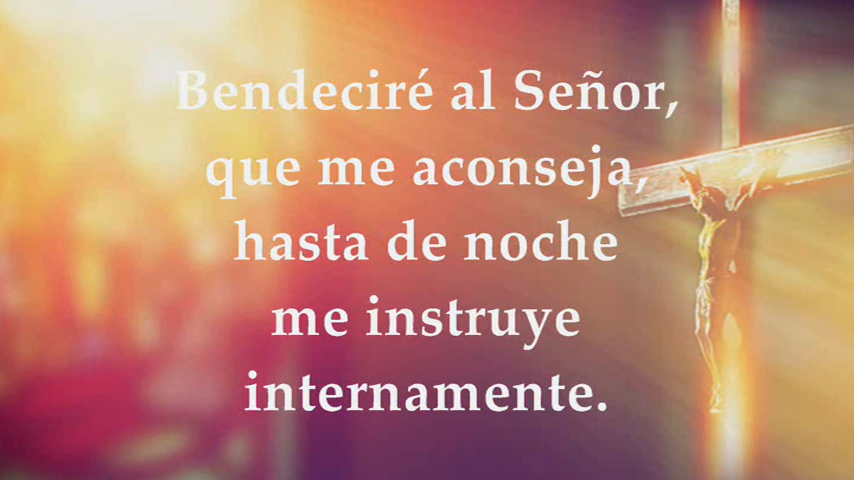 Bendeciré al Señor,
que me aconseja,
hasta de noche
me instruye
internamente.